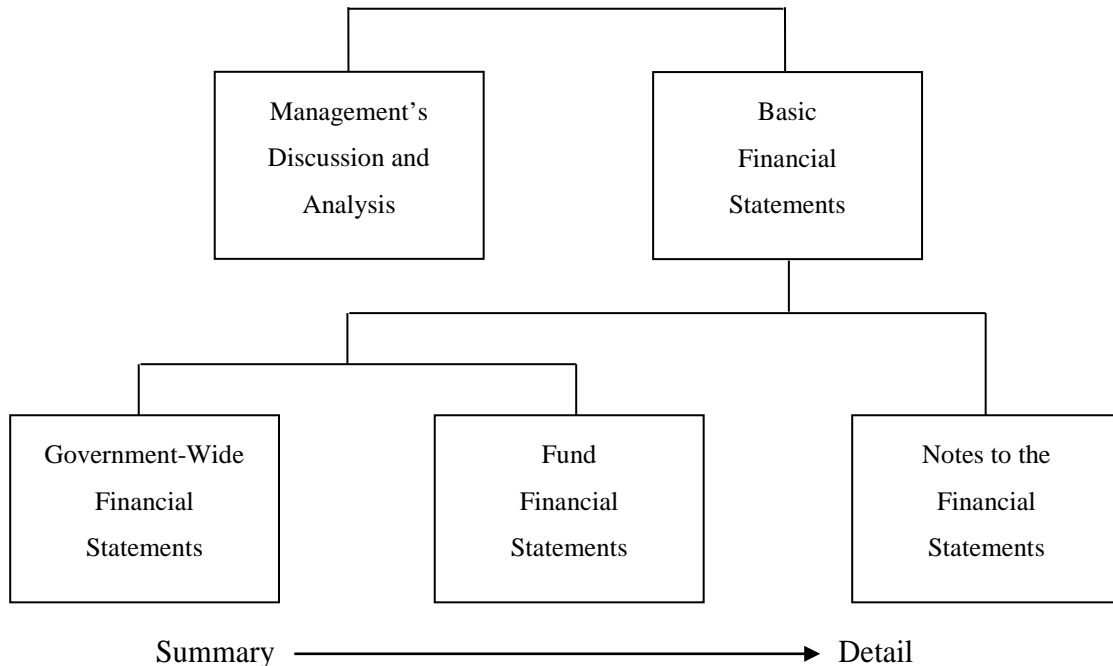 Management’s
Discussion and
Analysis
Basic
Financial
Statements
Government-Wide
Financial
Statements
Fund
Financial
Statements
Notes to the
Financial
Statements
Summary
Detail